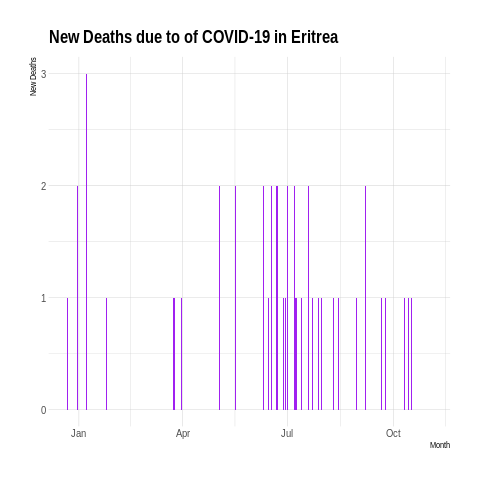 New Deaths due to of COVID-19 in Eritrea
New Deaths
3
2
1
0
Jan Apr Jul Oct
Month